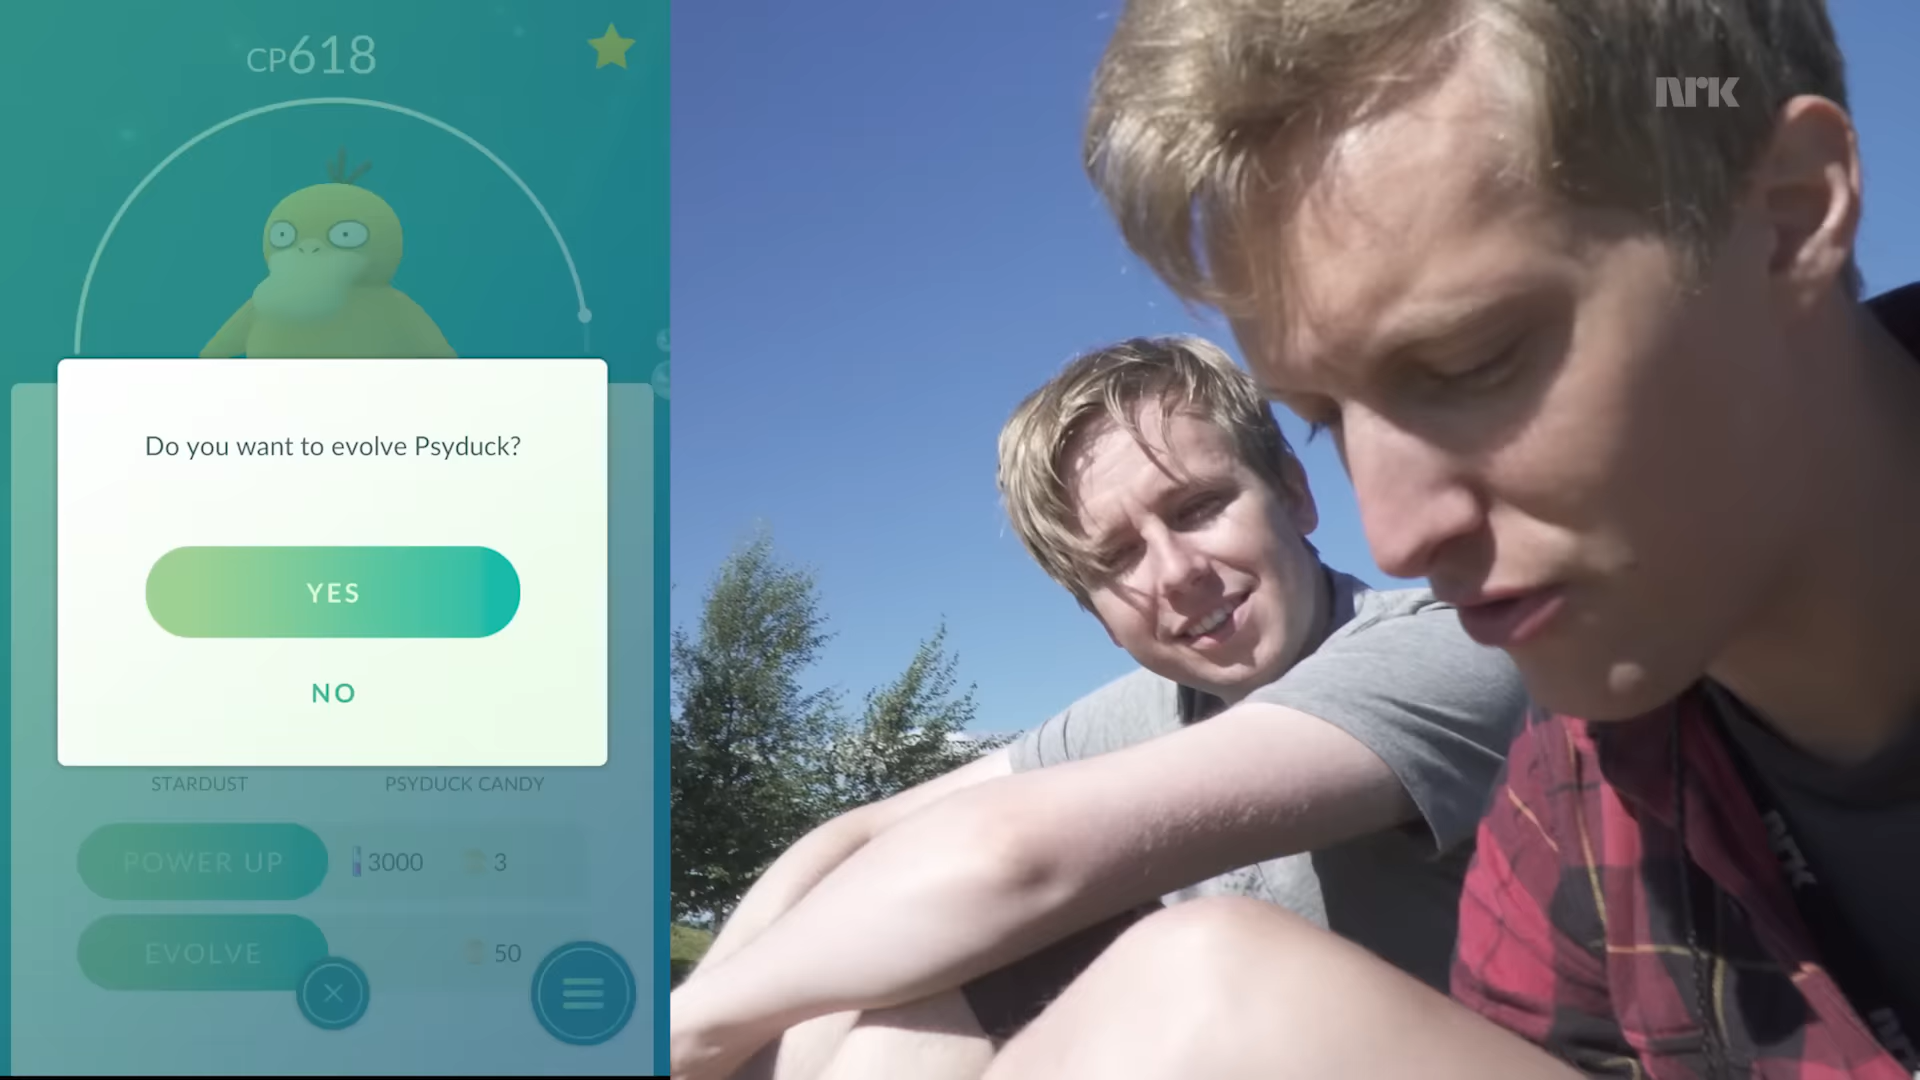 CP618
Do you want to evolve Psyduck?
YES
NO
STARDUST
PSYDUCK CANDY
POWER UP
3000
3
EVOLVE
50
NRK
nrk